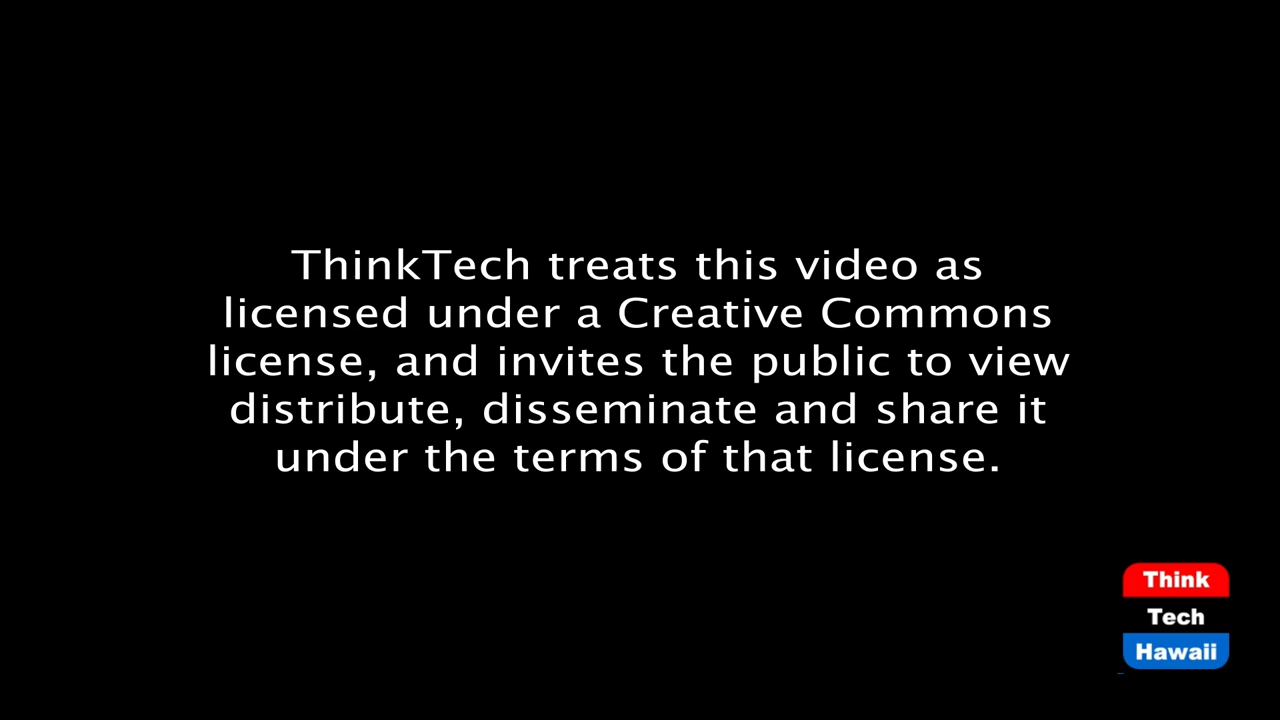 ThinkTech treats this video as
licensed under a Creative Commons
license, and invites the public to view
distribute, disseminate and share it
under the terms of that license.
Think
Tech
Hawaii